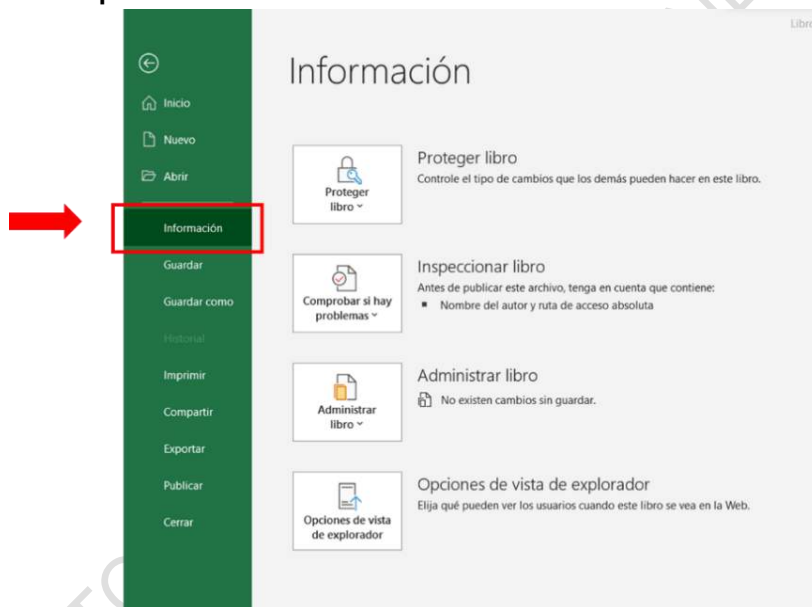 Libro
Información
Inicio
Nuevo
Abrir
Información
Guardar
Guardar como
Historial
Imprimir
Compartir
Exportar
Publicar
Cerrar
Proteger
libro
Proteger libro
Controle el tipo de cambios que los demás pueden hacer en este libro.
Comprobar si hay
problemas
Inspeccionar libro
Antes de publicar este archivo, tenga en cuenta que contiene:
Nombre del autor y ruta de acceso absoluta
Administrar
libro
Administrar libro
No existen cambios sin guardar.
Opciones de vista
de explorador
Opciones de vista de explorador
Elija qué pueden ver los usuarios cuando este libro se vea en la Web.